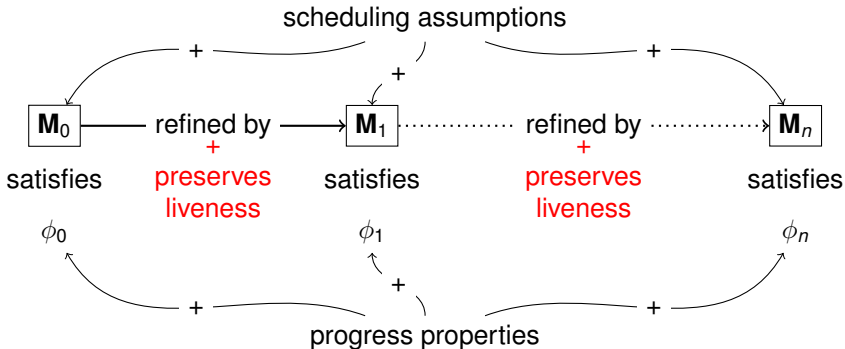 scheduling assumptions
+ + +
M₀ refined by M₁ refined by Mₙ
+ +
satisfies preserves satisfies preserves satisfies
liveness liveness
ϕ₀ ϕ₁ ϕₙ
+ + +
progress properties